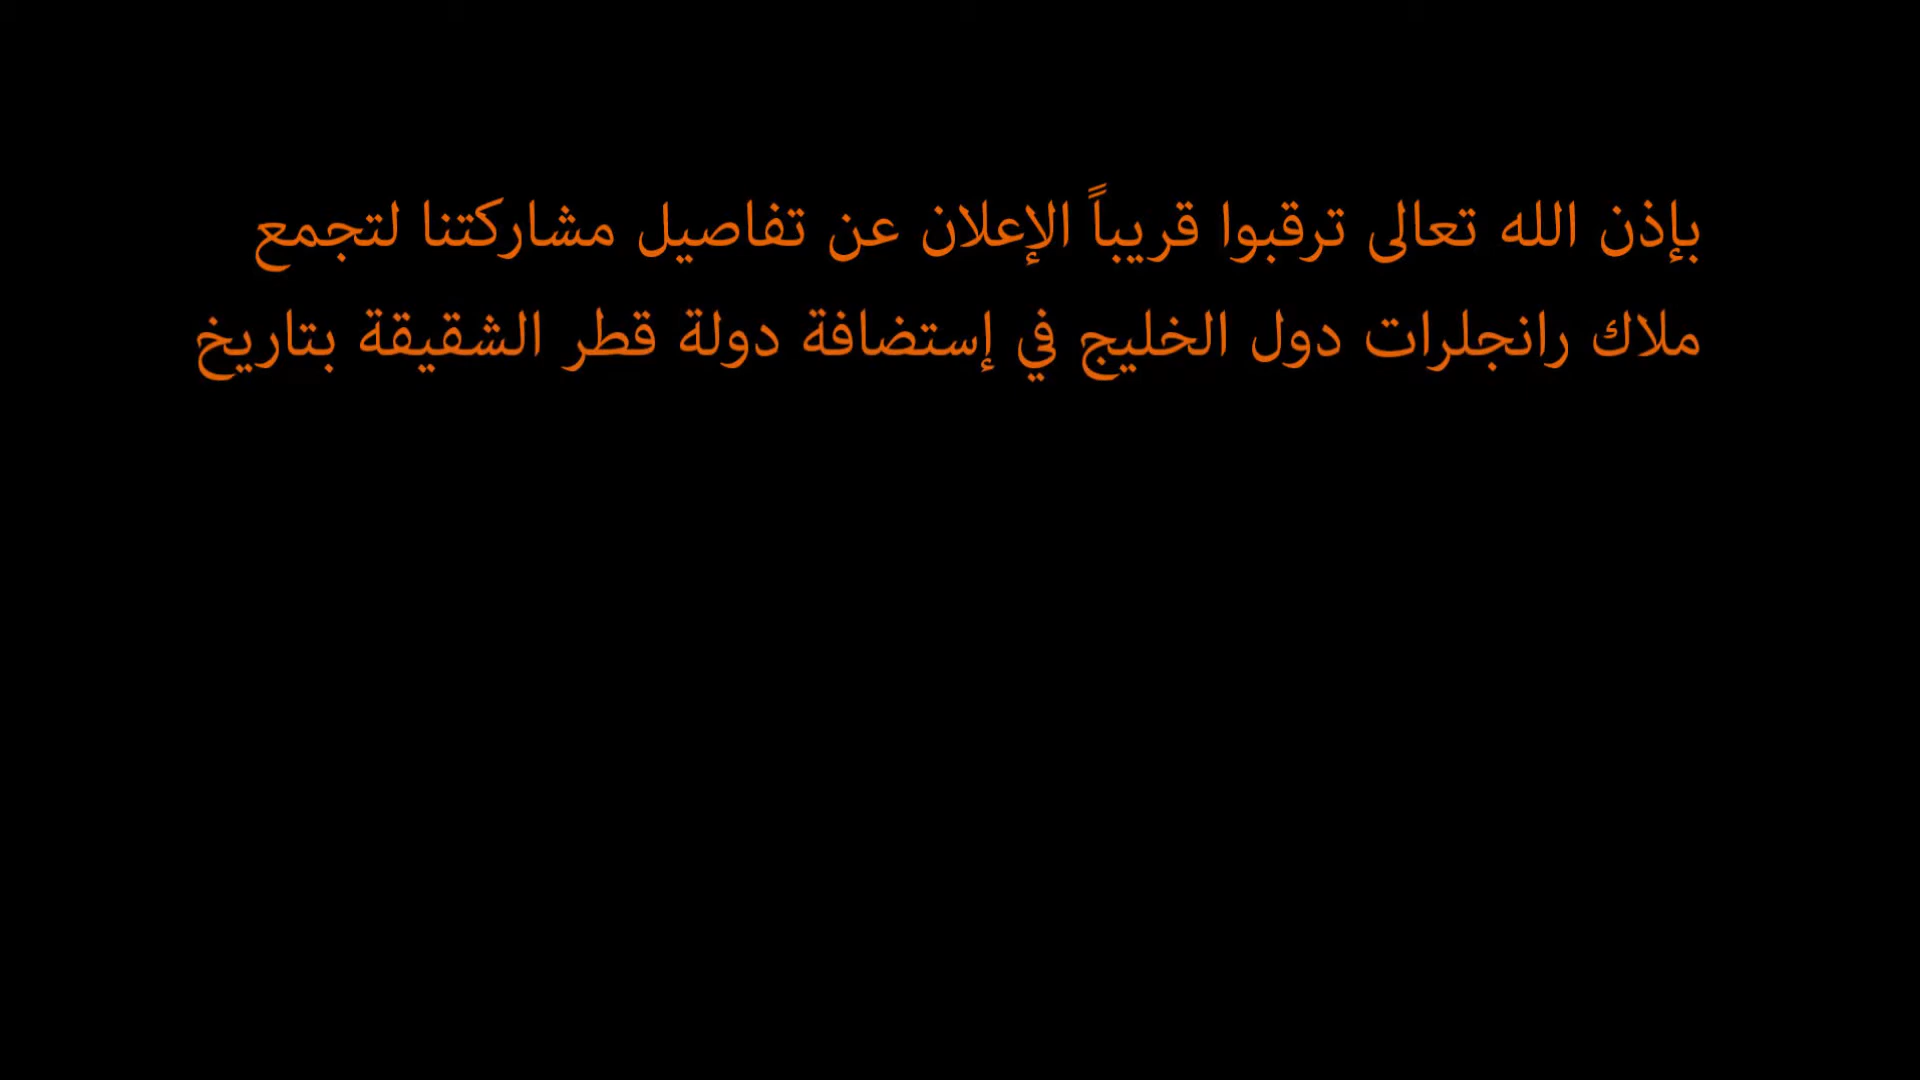 بإذن الله تعالى ترقبوا قريباً الإعلان عن تفاصيل مشاركتنا لتجمع
ملاك رانجلرات دول الخليج في إستضافة دولة قطر الشقيقة بتاريخ